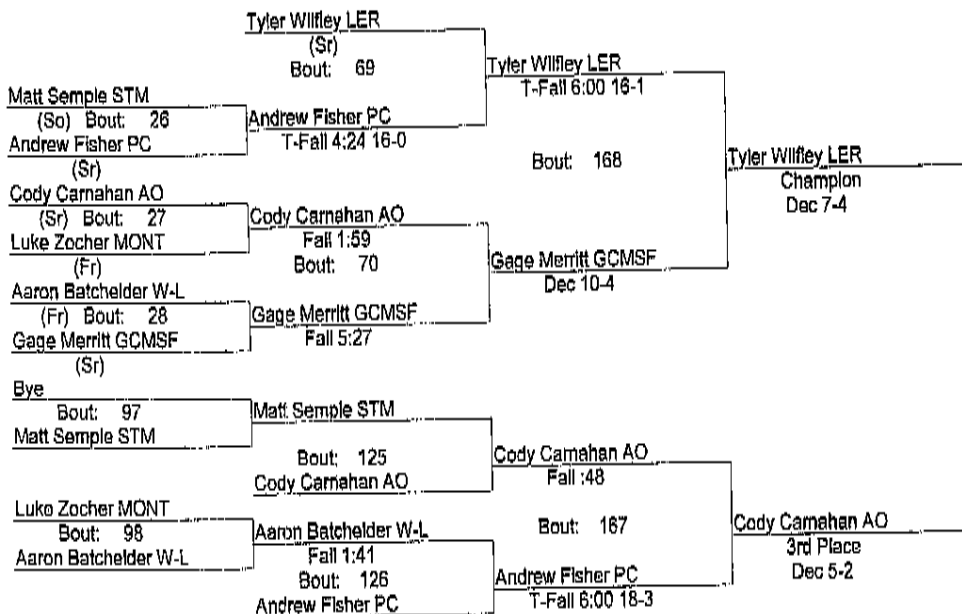 Tyler Wilfley LER
(Sr)
Bout: 69
Tyler Wilfley LER
T-Fall 6:00 16-1
Matt Semple STM
(So) Bout: 26
Andrew Fisher PC
T-Fall 4:24 16-0
Andrew Fisher PC
(Sr)
Bout: 168
Tyler Wilfley LER
Champion
Dec 7-4
Cody Carnahan AO
(Sr) Bout: 27
Cody Carnahan AO
Fall 1:59
Luke Zocher MONT
(Fr)
Bout: 70
Gage Merritt GCMSF
Dec 10-4
Aaron Batchelder W-L
(Fr) Bout: 28
Gage Merritt GCMSF
Fall 5:27
Gage Merritt GCMSF
(Sr)
Bye
Bout: 97
Matt Semple STM
Matt Semple STM
Bout: 125
Cody Carnahan AO
Fall :48
Cody Carnahan AO
Luke Zocher MONT
Bout: 98
Aaron Batchelder W-L
Fall 1:41
Aaron Batchelder W-L
Bout: 167
Cody Carnahan AO
3rd Place
Dec 5-2
Bout: 126
Andrew Fisher PC
T-Fall 6:00 18-3
Andrew Fisher PC